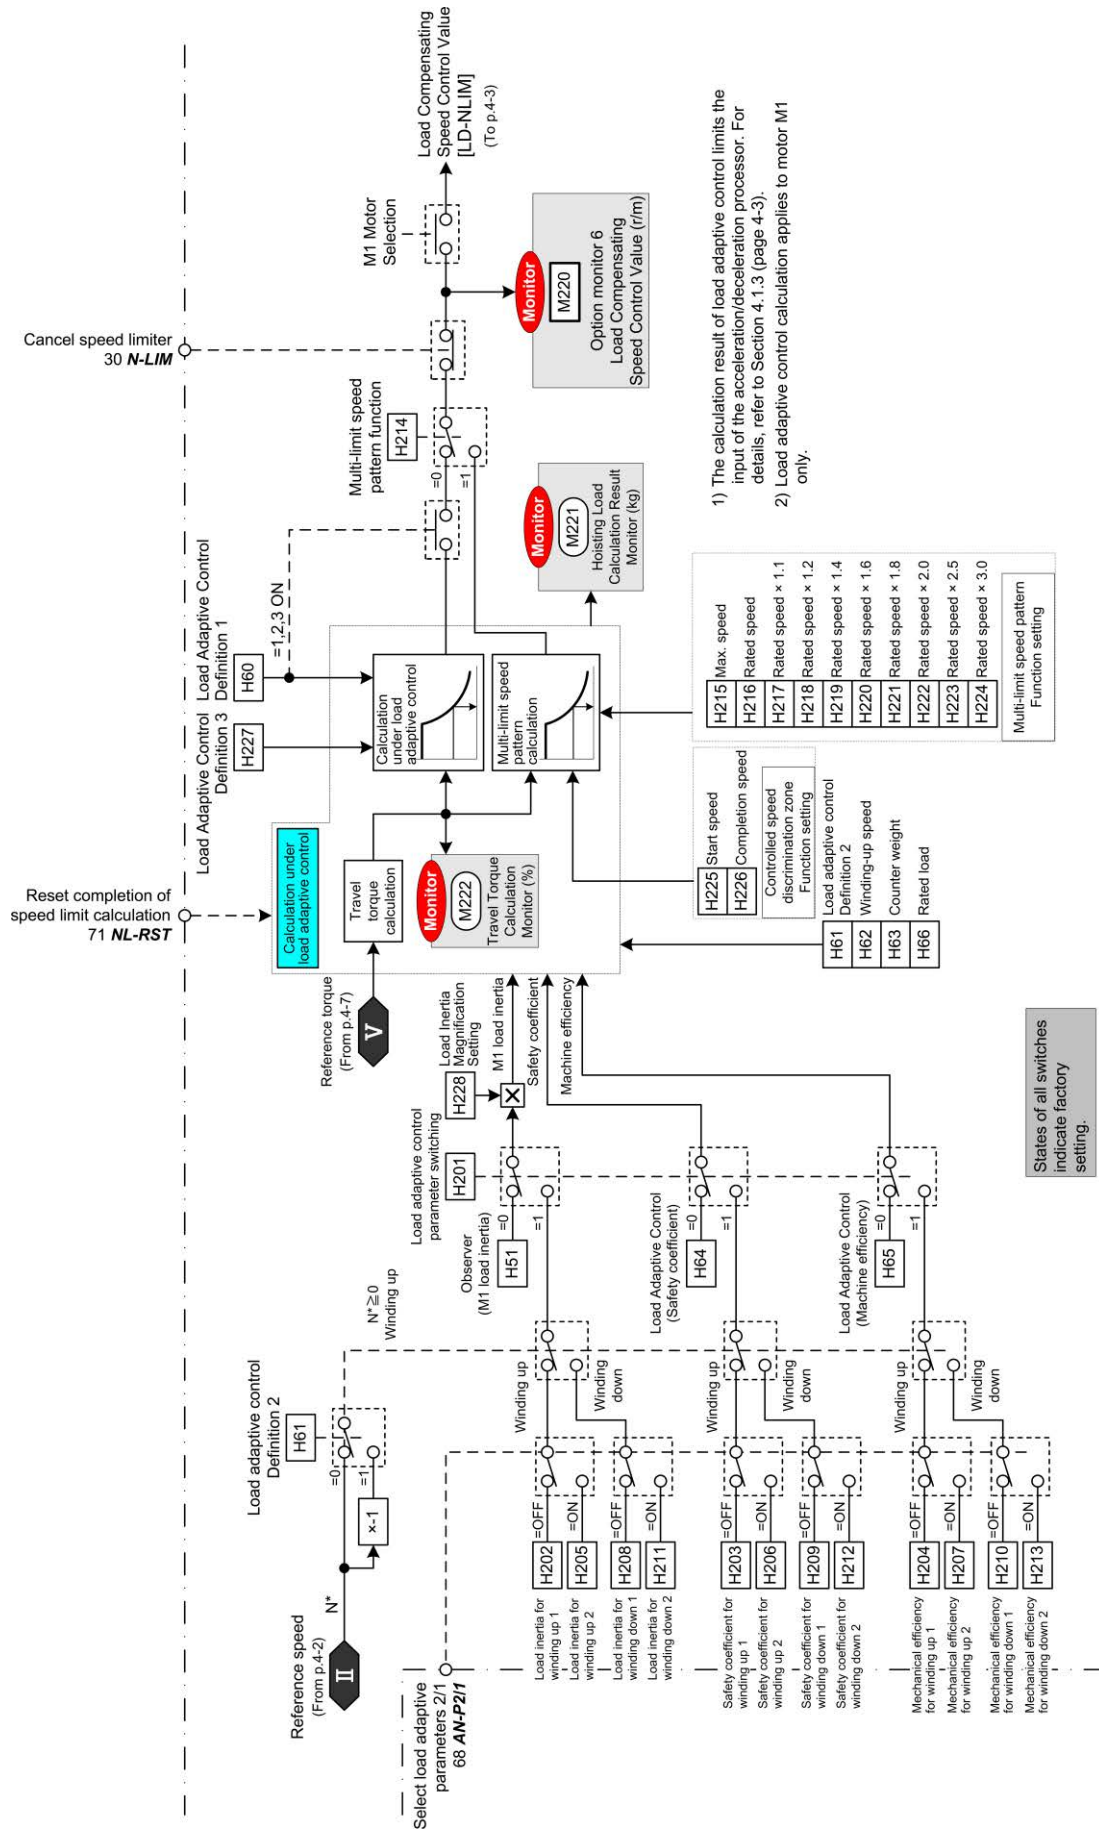 Reference speed
(From p.4-2)
II
N*
×-1
Load adaptive control
Definition 2
H61
=0
=1
N*≧0
Winding up
Select load adaptive
parameters 2/1
68 AN-P2/1
Load inertia for
winding up 1
H202
=OFF
Load inertia for
winding up 2
H205
=ON
Load inertia for
winding down 1
H208
=OFF
Load inertia for
winding down 2
H211
=ON
Winding up
Winding
down
Safety coefficient for
winding up 1
H203
=OFF
Safety coefficient for
winding up 2
H206
=ON
Safety coefficient for
winding down 1
H209
=OFF
Safety coefficient for
winding down 2
H212
=ON
Winding up
Winding
down
Mechanical efficiency
for winding up 1
H204
=OFF
Mechanical efficiency
for winding up 2
H207
=ON
Mechanical efficiency
for winding down 1
H210
=OFF
Mechanical efficiency
for winding down 2
H213
=ON
Winding up
Winding
down
Observer
(M1 load inertia)
H51
=0
=1
Load adaptive control
parameter switching
H201
H228
Load Inertia
Magnification
Setting
M1 load inertia
Load Adaptive Control
(Safety coefficient)
H64
=0
=1
Safety coefficient
Load Adaptive Control
(Machine efficiency)
H65
=0
=1
Machine efficiency
States of all switches
indicate factory
setting.
Reset completion of
speed limit calculation
71 NL-RST
Reference torque
(From p.4-7)
V
Calculation under
load adaptive control
Travel
torque calculation
Monitor
M222
Travel Torque
Calculation
Monitor (%)
Load Adaptive Control
Definition 3
H227
Load Adaptive Control
Definition 1
H60
=1,2,3 ON
Calculation
under load
adaptive control
Multi-limit speed
pattern
calculation
H61
Load adaptive control
Definition 2
H62
Winding-up speed
H63
Counter weight
H66
Rated load
H225
Start speed
H226
Completion speed
Controlled speed
discrimination zone
Function setting
H215
Max. speed
H216
Rated speed
H217
Rated speed × 1.1
H218
Rated speed × 1.2
H219
Rated speed × 1.4
H220
Rated speed × 1.6
H221
Rated speed × 1.8
H222
Rated speed × 2.0
H223
Rated speed × 2.5
H224
Rated speed × 3.0
Multi-limit speed pattern
Function setting
Monitor
M221
Hoisting Load
Calculation Result
Monitor (kg)
Multi-limit speed
pattern function
H214
=0
=1
Cancel speed limiter
30 N-LIM
Monitor
M220
Option monitor 6
Load Compensating
Speed Control Value (r/m)
M1 Motor
Selection
Load Compensating
Speed Control Value
[LD-NLIM]
(To p.4-3)
1) The calculation result of load adaptive control limits the
input of the acceleration/deceleration processor. For
details, refer to Section 4.1.3 (page 4-3).
2) Load adaptive control calculation applies to motor M1
only.